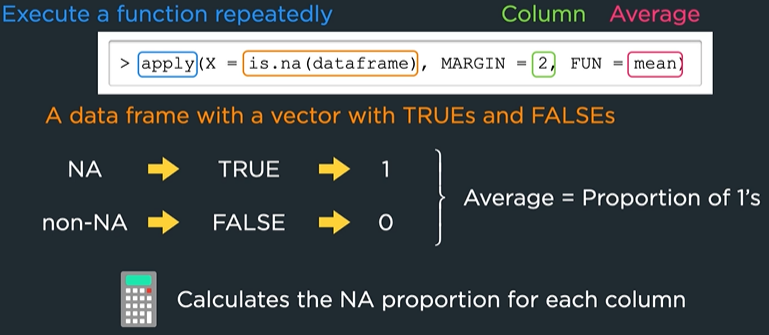 Execute a function repeatedly Column Average
> apply(X = is.na(dataframe), MARGIN = 2, FUN = mean)
A data frame with a vector with TRUEs and FALSEs
NA TRUE 1
Average = Proportion of 1's
non-NA FALSE 0
Calculates the NA proportion for each column